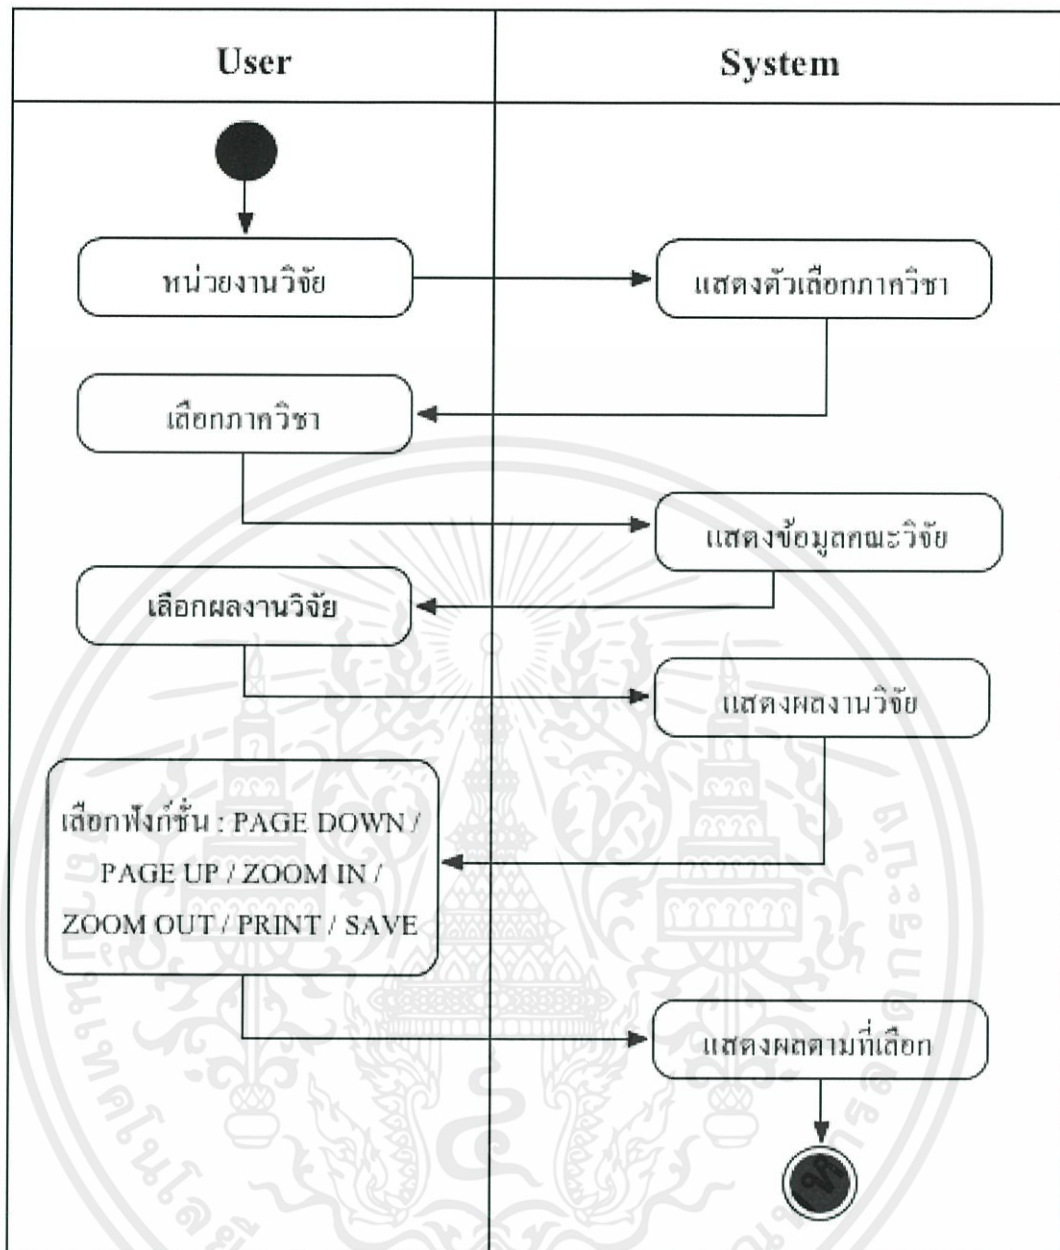 User
System
หน่วยงานวิจัย
แสดงตัวเลือกภาควิชา
เลือกภาควิชา
แสดงข้อมูลคณะวิจัย
เลือกผลงานวิจัย
แสดงผลงานวิจัย
เลือกฟังก์ชั่น : PAGE DOWN /
PAGE UP / ZOOM IN /
ZOOM OUT / PRINT / SAVE
แสดงผลตามที่เลือก